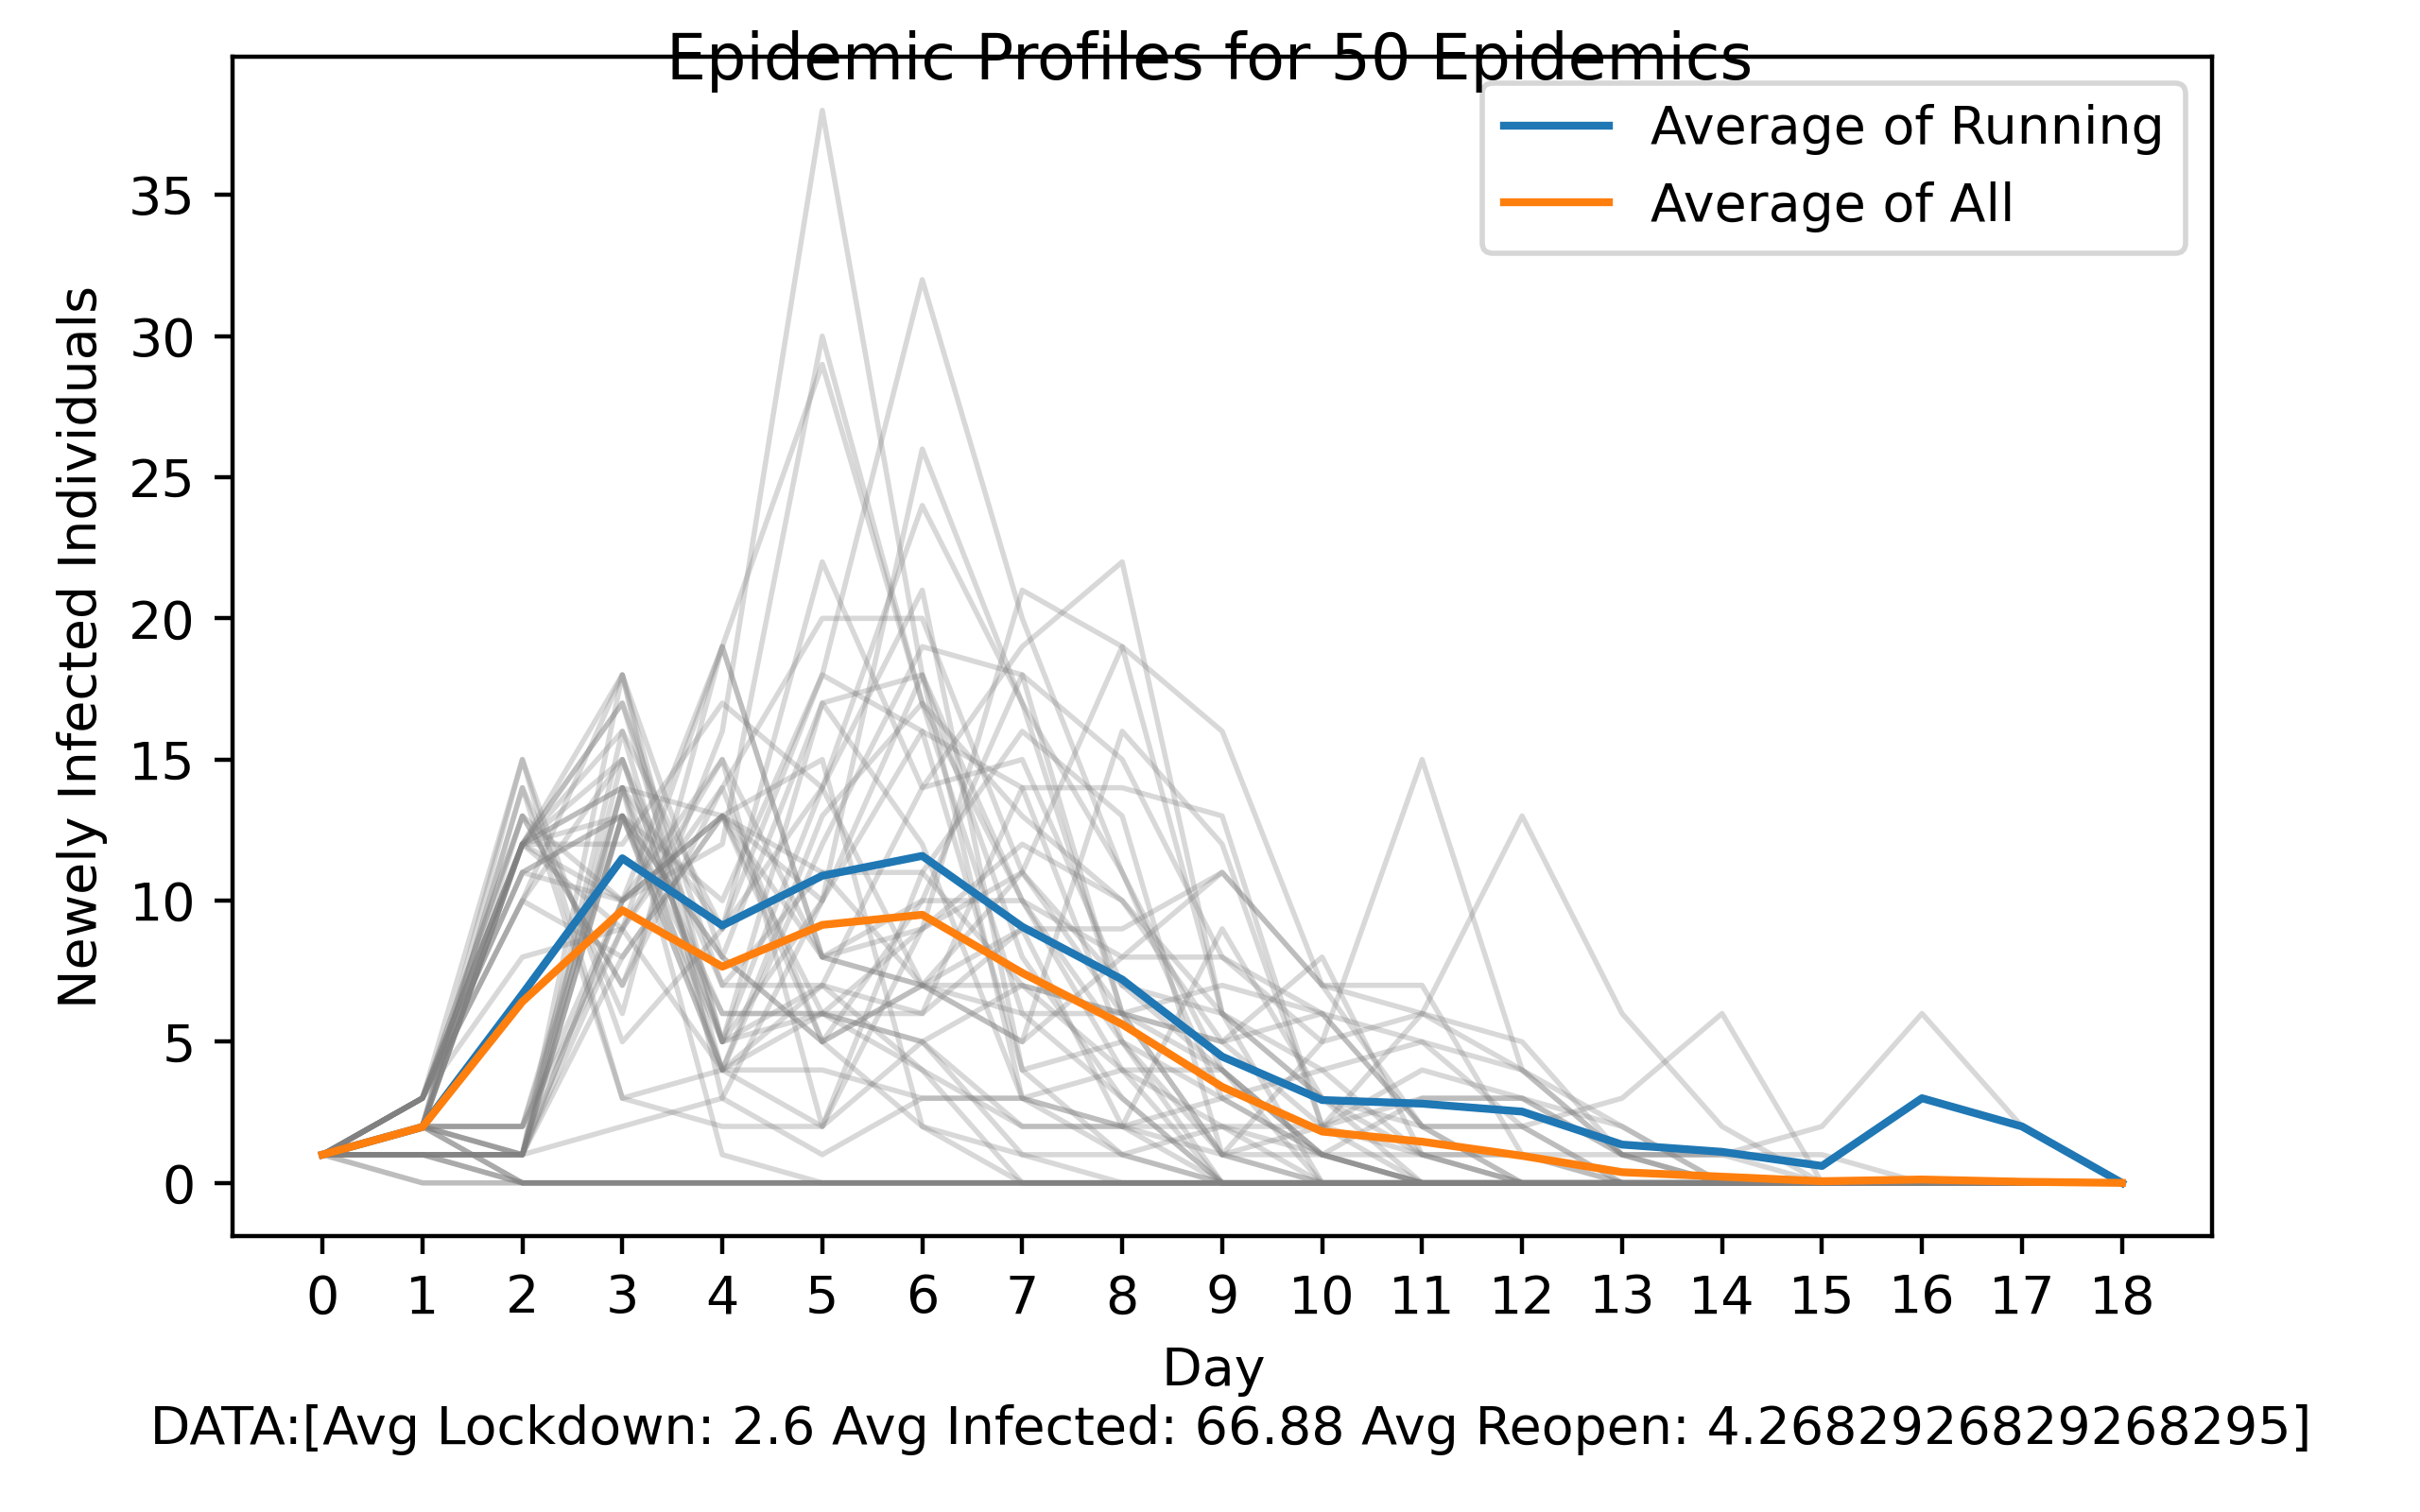 Epidemic Profiles for 50 Epidemics
Average of Running
Average of All
Newely Infected Individuals
35
30
25
20
15
10
5
0
0 1 2 3 4 5 6 7 8 9 10 11 12 13 14 15 16 17 18
Day
DATA:[Avg Lockdown: 2.6 Avg Infected: 66.88 Avg Reopen: 4.2682926829268295]